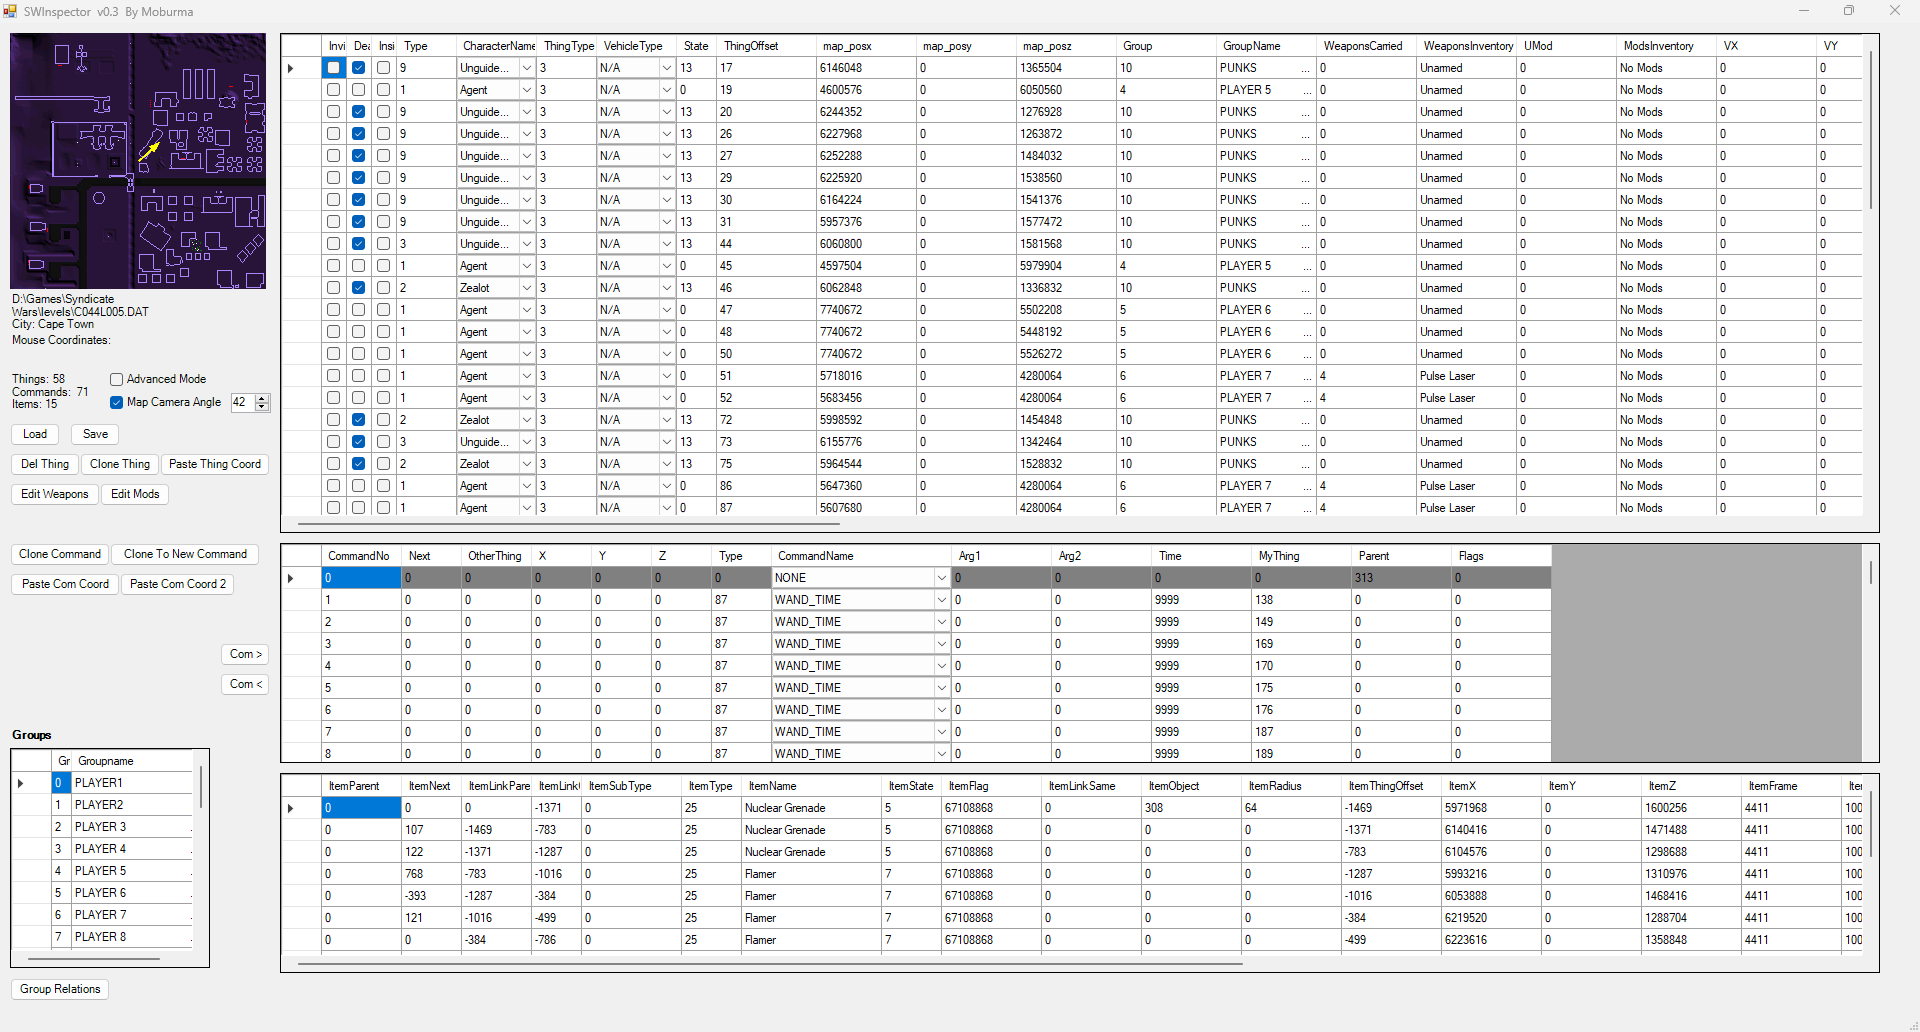 SWInspector v0.3 By Moburma
Invi Dea Insi Type CharacterName ThingType VehicleType State ThingOffset map_posx map_posy map_posz Group GroupName WeaponsCarried WeaponsInventory UMod ModsInventory VX VY
9 Unguide... 3 N/A 13 17 6146048 0 1365504 10 PUNKS ... 0 Unarmed 0 No Mods 0 0
1 Agent 3 N/A 0 19 4600576 0 6050560 4 PLAYER 5 ... 0 Unarmed 0 No Mods 0 0
9 Unguide... 3 N/A 13 20 6244352 0 1276928 10 PUNKS ... 0 Unarmed 0 No Mods 0 0
9 Unguide... 3 N/A 13 26 6227968 0 1263872 10 PUNKS ... 0 Unarmed 0 No Mods 0 0
9 Unguide... 3 N/A 13 27 6252288 0 1484032 10 PUNKS ... 0 Unarmed 0 No Mods 0 0
9 Unguide... 3 N/A 13 29 6225920 0 1538560 10 PUNKS ... 0 Unarmed 0 No Mods 0 0
9 Unguide... 3 N/A 13 30 6164224 0 1541376 10 PUNKS ... 0 Unarmed 0 No Mods 0 0
9 Unguide... 3 N/A 13 31 5957376 0 1577472 10 PUNKS ... 0 Unarmed 0 No Mods 0 0
3 Unguide... 3 N/A 13 44 6060800 0 1581568 10 PUNKS ... 0 Unarmed 0 No Mods 0 0
1 Agent 3 N/A 0 45 4597504 0 5979904 4 PLAYER 5 ... 0 Unarmed 0 No Mods 0 0
2 Zealot 3 N/A 13 46 6062848 0 1336832 10 PUNKS ... 0 Unarmed 0 No Mods 0 0
1 Agent 3 N/A 0 47 7740672 0 5502208 5 PLAYER 6 ... 0 Unarmed 0 No Mods 0 0
1 Agent 3 N/A 0 48 7740672 0 5448192 5 PLAYER 6 ... 0 Unarmed 0 No Mods 0 0
1 Agent 3 N/A 0 50 7740672 0 5526272 5 PLAYER 6 ... 0 Unarmed 0 No Mods 0 0
1 Agent 3 N/A 0 51 5718016 0 4280064 6 PLAYER 7 ... 4 Pulse Laser 0 No Mods 0 0
1 Agent 3 N/A 0 52 5683456 0 4280064 6 PLAYER 7 ... 4 Pulse Laser 0 No Mods 0 0
2 Zealot 3 N/A 13 72 5998592 0 1454848 10 PUNKS ... 0 Unarmed 0 No Mods 0 0
3 Unguide... 3 N/A 13 73 6155776 0 1342464 10 PUNKS ... 0 Unarmed 0 No Mods 0 0
2 Zealot 3 N/A 13 75 5964544 0 1528832 10 PUNKS ... 0 Unarmed 0 No Mods 0 0
1 Agent 3 N/A 0 86 5647360 0 4280064 6 PLAYER 7 ... 4 Pulse Laser 0 No Mods 0 0
1 Agent 3 N/A 0 87 5607680 0 4280064 6 PLAYER 7 ... 4 Pulse Laser 0 No Mods 0 0
D:\Games\Syndicate
Wars\levels\C044L005.DAT
City: Cape Town
Mouse Coordinates:
Things: 58
Commands: 71
Items: 15
Advanced Mode
Map Camera Angle 42
Load Save
Del Thing Clone Thing Paste Thing Coord
Edit Weapons Edit Mods
Clone Command Clone To New Command
Paste Com Coord Paste Com Coord 2
Com >
Com <
CommandNo Next OtherThing X Y Z Type CommandName Arg1 Arg2 Time MyThing Parent Flags
0 0 0 0 0 0 0 NONE 0 0 0 0 313 0
1 0 0 0 0 0 87 WAND_TIME 0 0 9999 138 0 0
2 0 0 0 0 0 87 WAND_TIME 0 0 9999 149 0 0
3 0 0 0 0 0 87 WAND_TIME 0 0 9999 169 0 0
4 0 0 0 0 0 87 WAND_TIME 0 0 9999 170 0 0
5 0 0 0 0 0 87 WAND_TIME 0 0 9999 175 0 0
6 0 0 0 0 0 87 WAND_TIME 0 0 9999 176 0 0
7 0 0 0 0 0 87 WAND_TIME 0 0 9999 187 0 0
8 0 0 0 0 0 87 WAND_TIME 0 0 9999 189 0 0
Groups
Gr Groupname
0 PLAYER1
1 PLAYER2
2 PLAYER 3
3 PLAYER 4
4 PLAYER 5
5 PLAYER 6
6 PLAYER 7
7 PLAYER 8
Group Relations
ItemParent ItemNext ItemLinkPare ItemLink ItemSubType ItemType ItemName ItemState ItemFlag ItemLinkSame ItemObject ItemRadius ItemThingOffset ItemX ItemY ItemZ ItemFrame Iter
0 0 0 -1371 0 25 Nuclear Grenade 5 67108868 0 308 64 -1469 5971968 0 1600256 4411 100
0 107 -1469 -783 0 25 Nuclear Grenade 5 67108868 0 0 0 -1371 6140416 0 1471488 4411 100
0 122 -1371 -1287 0 25 Nuclear Grenade 5 67108868 0 0 0 -783 6104576 0 1298688 4411 100
0 768 -783 -1016 0 25 Flamer 7 67108868 0 0 0 -1287 5993216 0 1310976 4411 100
0 -393 -1287 -384 0 25 Flamer 7 67108868 0 0 0 -1016 6053888 0 1468416 4411 100
0 121 -1016 -499 0 25 Flamer 7 67108868 0 0 0 -384 6219520 0 1288704 4411 100
0 0 -384 -786 0 25 Flamer 7 67108868 0 0 0 -499 6223616 0 1358848 4411 100